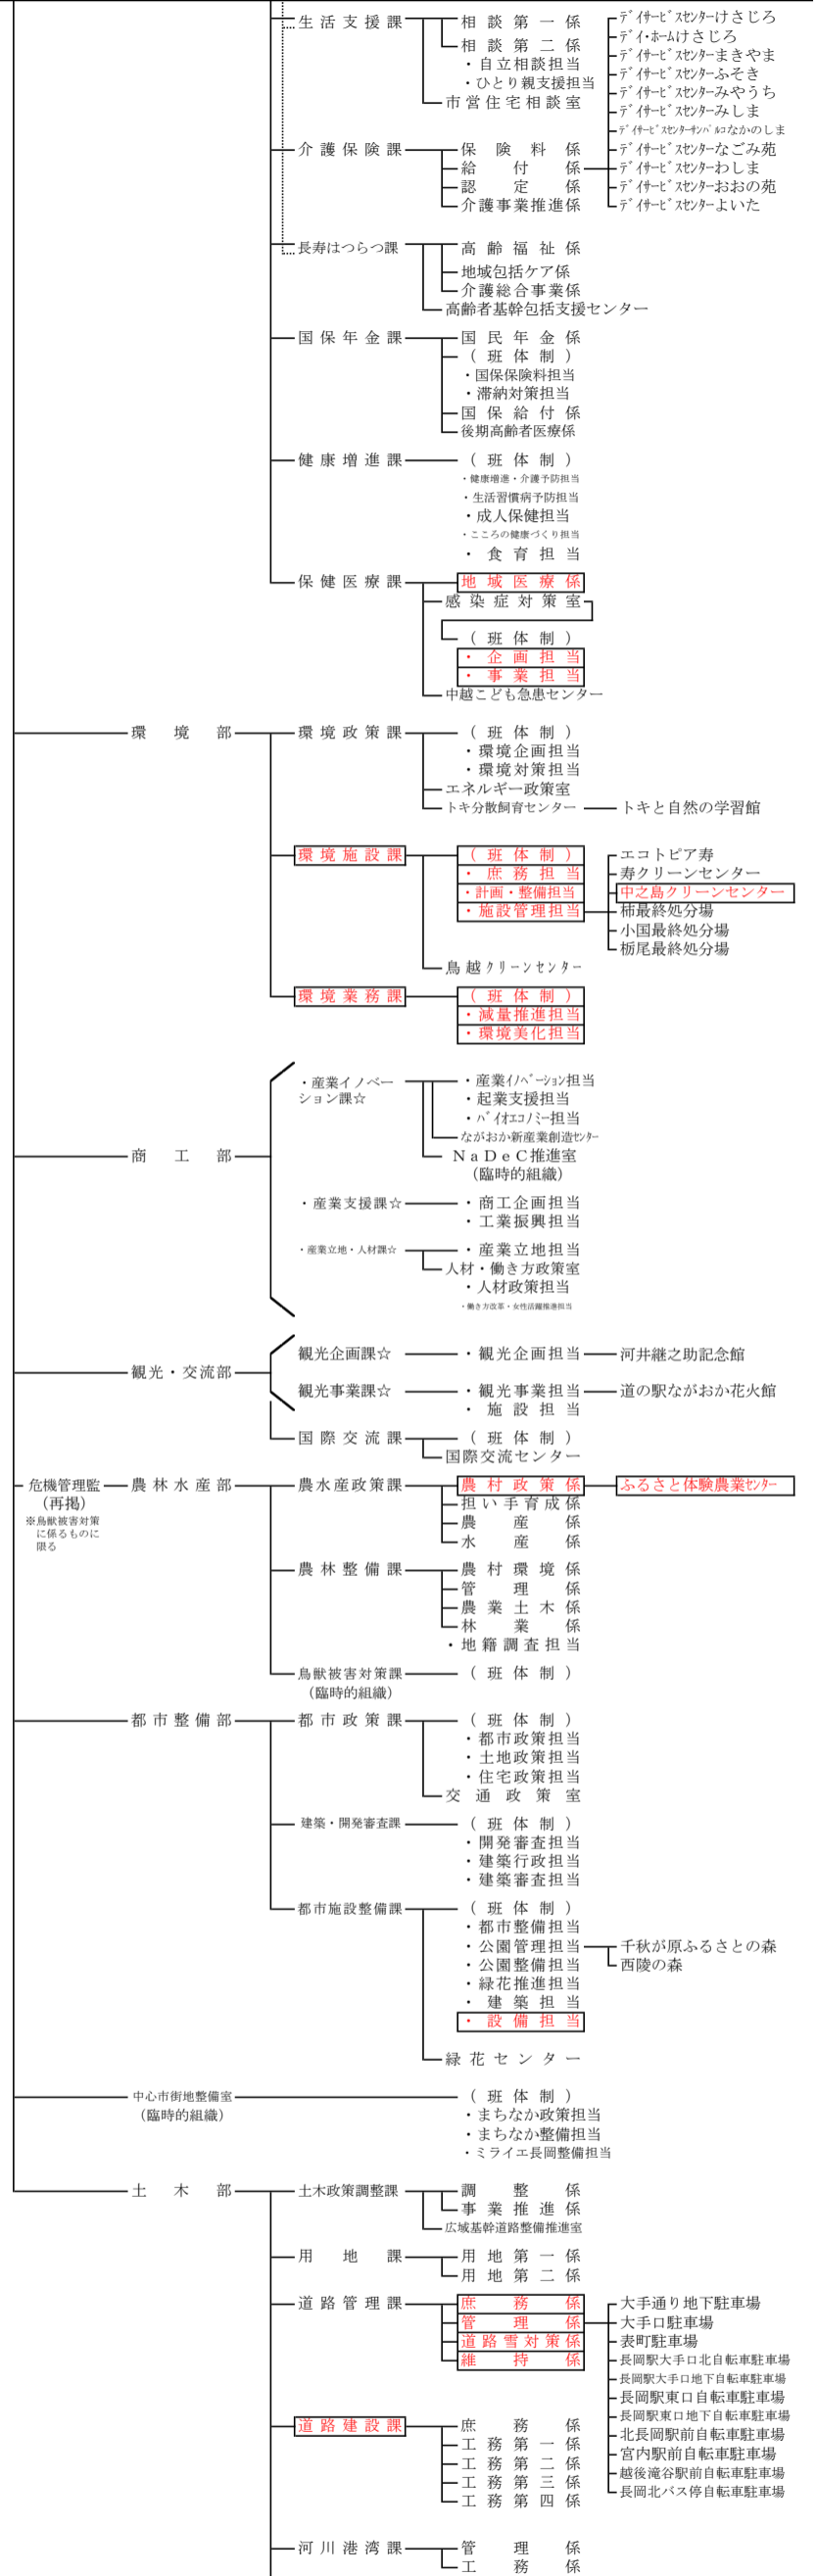 生活支援課
相談第一係
相談第二係
・自立相談担当
・ひとり親支援担当
市営住宅相談室
ﾃﾞｲｻｰﾋﾞｽｾﾝﾀｰけさじろ
ﾃﾞｲ・ﾎｰﾑけさじろ
ﾃﾞｲｻｰﾋﾞｽｾﾝﾀｰまきやま
ﾃﾞｲｻｰﾋﾞｽｾﾝﾀｰふそき
ﾃﾞｲｻｰﾋﾞｽｾﾝﾀｰみやうち
ﾃﾞｲｻｰﾋﾞｽｾﾝﾀｰみしま
ﾃﾞｲｻｰﾋﾞｽｾﾝﾀｰｻﾝﾊﾟﾙｺなかのしま
ﾃﾞｲｻｰﾋﾞｽｾﾝﾀｰなごみ苑
ﾃﾞｲｻｰﾋﾞｽｾﾝﾀｰわしま
ﾃﾞｲｻｰﾋﾞｽｾﾝﾀｰおおの苑
ﾃﾞｲｻｰﾋﾞｽｾﾝﾀｰよいた
介護保険課
保険料係
給付係
認定係
介護事業推進係
長寿はつらつ課
高齢福祉係
地域包括ケア係
介護総合事業係
高齢者基幹包括支援センター
国保年金課
国民年金係
（班体制）
・国保保険料担当
・滞納対策担当
国保給付係
後期高齢者医療係
健康増進課
（班体制）
・健康増進・介護予防担当
・生活習慣病予防担当
・成人保健担当
・こころの健康づくり担当
・食育担当
保健医療課
地域医療係
感染症対策室
（班体制）
・企画担当
・事業担当
中越こども急患センター
環境部
環境政策課
（班体制）
・環境企画担当
・環境対策担当
エネルギー政策室
トキ分散飼育センター
トキと自然の学習館
環境施設課
（班体制）
・庶務担当
・計画・整備担当
・施設管理担当
エコトピア寿
寿クリーンセンター
中之島クリーンセンター
柿最終処分場
小国最終処分場
栃尾最終処分場
鳥越ｸﾘｰﾝｾﾝﾀｰ
環境業務課
（班体制）
・減量推進担当
・環境美化担当
商工部
・産業イノベー
ション課☆
・産業ｲﾉﾍﾞｰｼｮﾝ担当
・起業支援担当
・ﾊﾞｲｵｴｺﾉﾐｰ担当
ながおか新産業創造ｾﾝﾀｰ
ＮａＤｅＣ推進室
（臨時的組織）
・産業支援課☆
・商工企画担当
・工業振興担当
・産業立地・人材課☆
・産業立地担当
人材・働き方政策室
・人材政策担当
・働き方改革・女性活躍推進担当
観光・交流部
観光企画課☆
・観光企画担当
河井継之助記念館
観光事業課☆
・観光事業担当
道の駅ながおか花火館
・施設担当
国際交流課
（班体制）
国際交流センター
危機管理監
（再掲）
※鳥獣被害対策
に係るものに
限る
農林水産部
農水産政策課
農村政策係
ふるさと体験農業ｾﾝﾀｰ
担い手育成係
農産係
水産係
農林整備課
農村環境係
管理係
農業土木係
林業係
・地籍調査担当
鳥獣被害対策課
（臨時的組織）
（班体制）
都市整備部
都市政策課
（班体制）
・都市政策担当
・土地政策担当
・住宅政策担当
交通政策室
建築・開発審査課
（班体制）
・開発審査担当
・建築行政担当
・建築審査担当
都市施設整備課
（班体制）
・都市整備担当
・公園管理担当
千秋が原ふるさとの森
西陵の森
・公園整備担当
・緑花推進担当
・建築担当
・設備担当
緑花センター
中心市街地整備室
（臨時的組織）
（班体制）
・まちなか政策担当
・まちなか整備担当
・ミライエ長岡整備担当
土木部
土木政策調整課
調整係
事業推進係
広域基幹道路整備推進室
用地課
用地第一係
用地第二係
道路管理課
庶務係
管理係
道路雪対策係
維持係
大手通り地下駐車場
大手口駐車場
表町駐車場
長岡駅大手口北自転車駐車場
長岡駅大手口地下自転車駐車場
長岡駅東口自転車駐車場
長岡駅東口地下自転車駐車場
北長岡駅前自転車駐車場
宮内駅前自転車駐車場
越後滝谷駅前自転車駐車場
長岡北バス停自転車駐車場
道路建設課
庶務係
工務第一係
工務第二係
工務第三係
工務第四係
河川港湾課
管理係
工務係